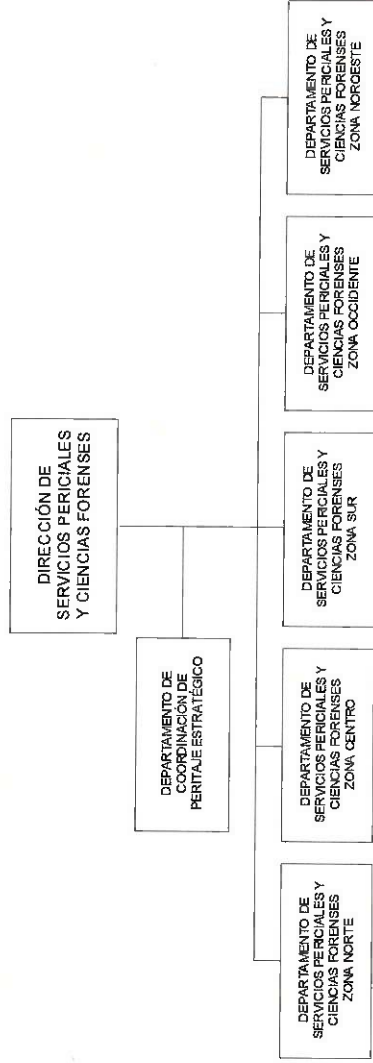 DIRECCIÓN DE
SERVICIOS PERICIALES
Y CIENCIAS FORENSES
DEPARTAMENTO DE
COORDINACIÓN DE
PERITAJE ESTRATÉGICO
DEPARTAMENTO DE
SERVICIOS PERICIALES Y
CIENCIAS FORENSES
ZONA NORTE
DEPARTAMENTO DE
SERVICIOS PERICIALES Y
CIENCIAS FORENSES
ZONA CENTRO
DEPARTAMENTO DE
SERVICIOS PERICIALES Y
CIENCIAS FORENSES
ZONA SUR
DEPARTAMENTO DE
SERVICIOS PERICIALES Y
CIENCIAS FORENSES
ZONA OCCIDENTE
DEPARTAMENTO DE
SERVICIOS PERICIALES Y
CIENCIAS FORENSES
ZONA NOROESTE